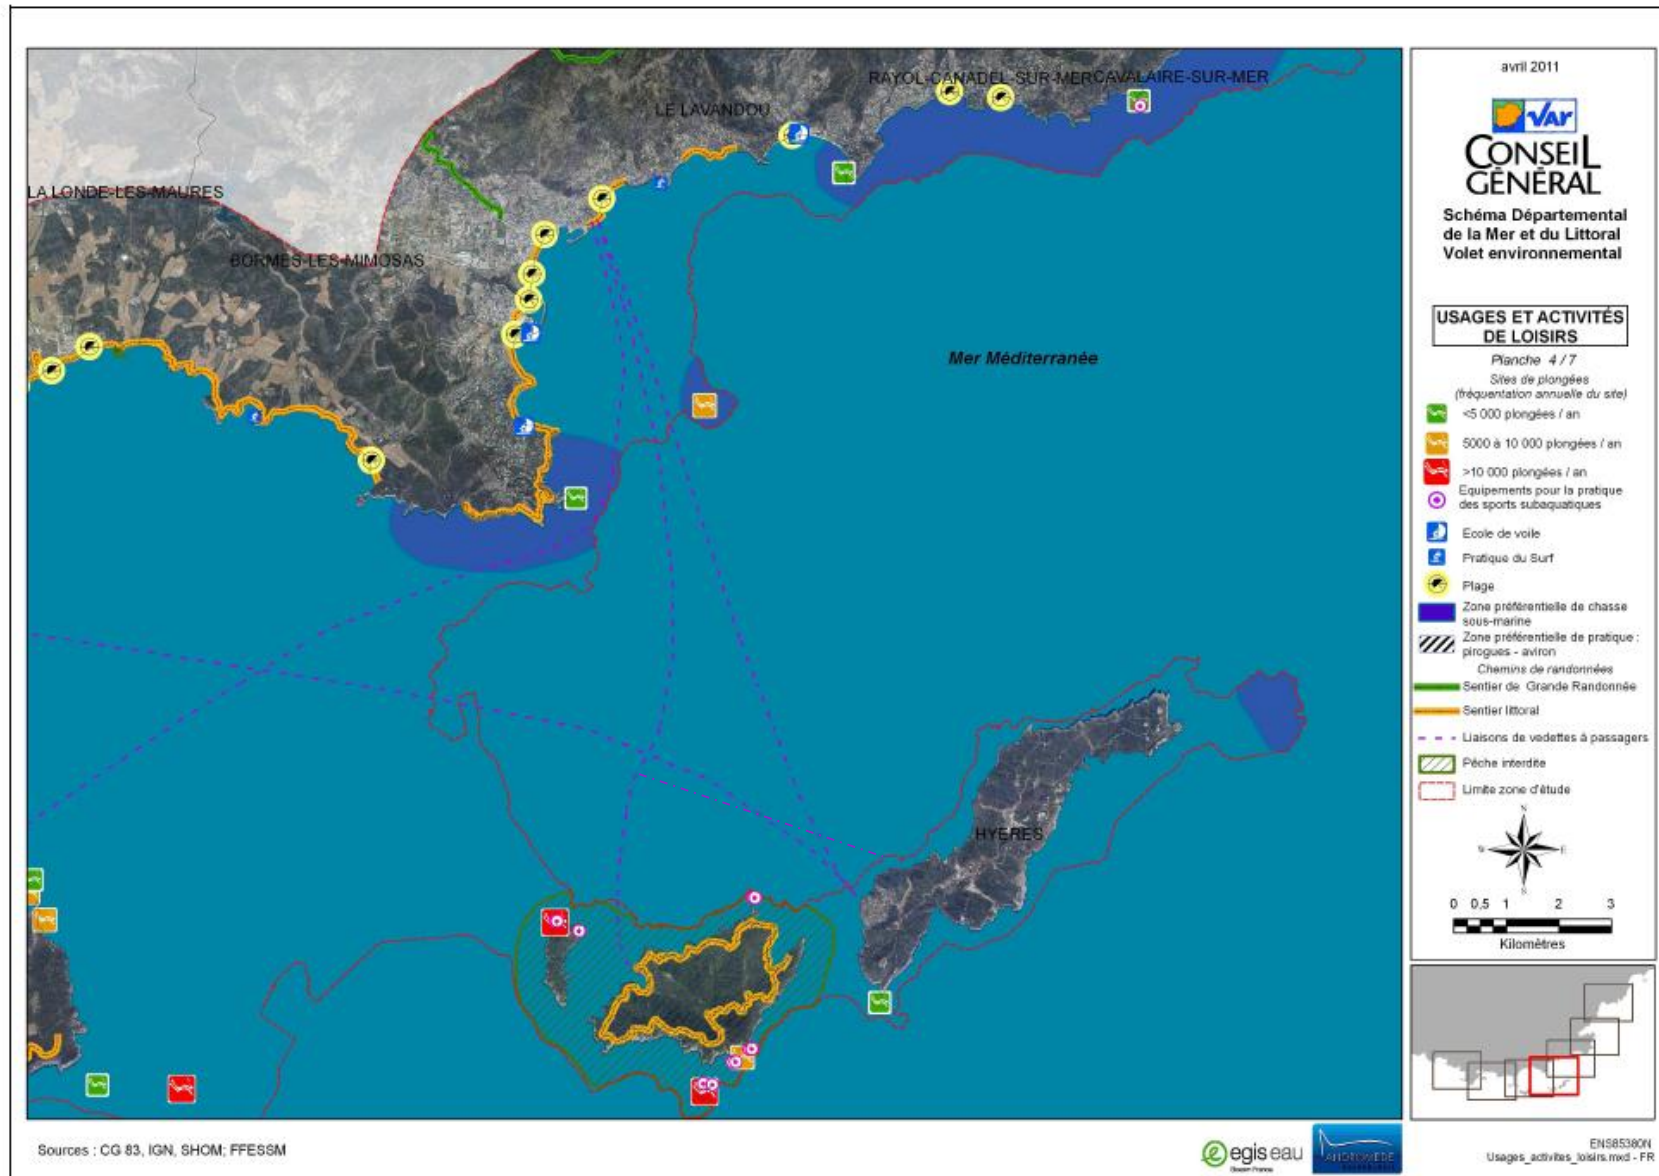 RAYOL-CANADEL-SUR-MER
CAVALAIRE-SUR-MER
LE LAVANDOU
LA LONDE-LES-MAURES
BORMES-LES-MIMOSAS
Mer Méditerranée
HYERES
avril 2011
VAR
CONSEIL
GÉNÉRAL
Schéma Départemental
de la Mer et du Littoral
Volet environnemental
USAGES ET ACTIVITÉS
DE LOISIRS
Planche 4 / 7
Sites de plongées
(fréquentation annuelle du site)
<5 000 plongées / an
5000 à 10 000 plongées / an
>10 000 plongées / an
Equipements pour la pratique
des sports subaquatiques
Ecole de voile
Pratique du Surf
Plage
Zone préférentielle de chasse
sous-marine
Zone préférentielle de pratique :
pirogues - aviron
Chemins de randonnées
Sentier de Grande Randonnée
Sentier littoral
Liaisons de vedettes à passagers
Pêche interdite
Limite zone d'étude
N
E
S
0 0,5 1 2 3
Kilomètres
Sources : CG 83, IGN, SHOM; FFESSM
egis eau
ANDROMEDE
ENS85380N
Usages_activites_loisirs.mxd - FR